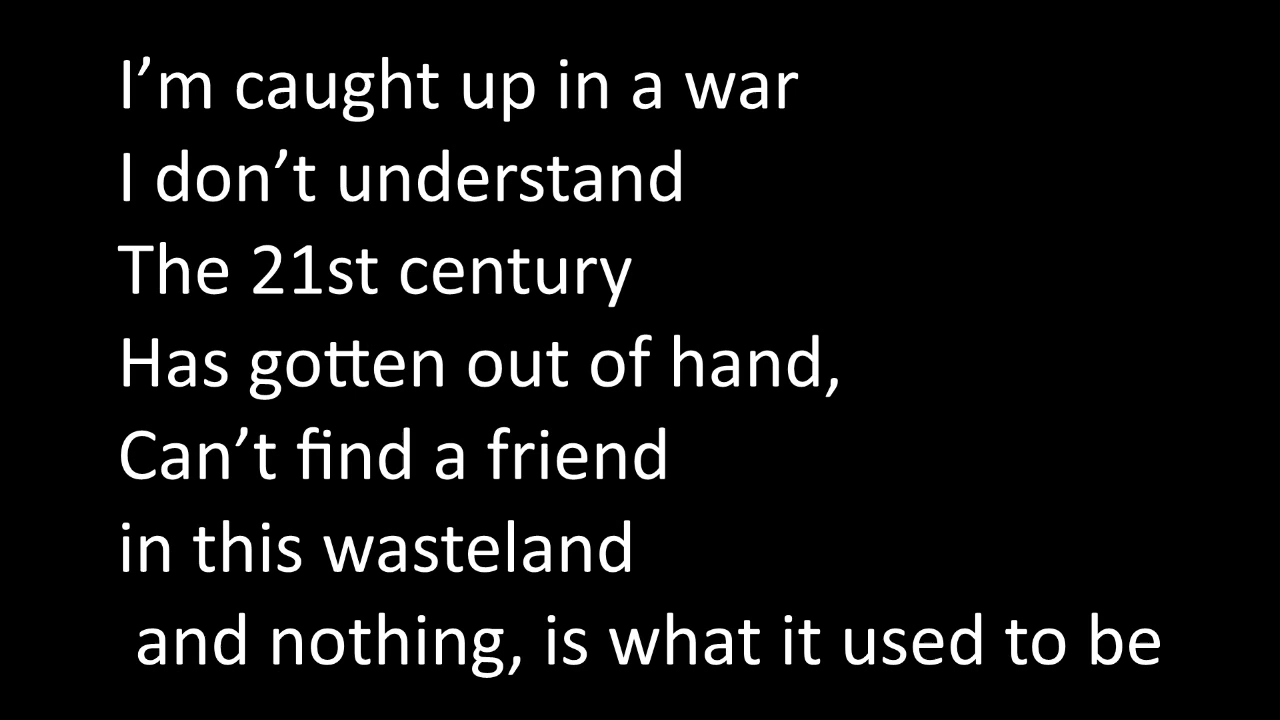 I’m caught up in a war
I don’t understand
The 21st century
Has gotten out of hand,
Can’t find a friend
in this wasteland
and nothing, is what it used to be